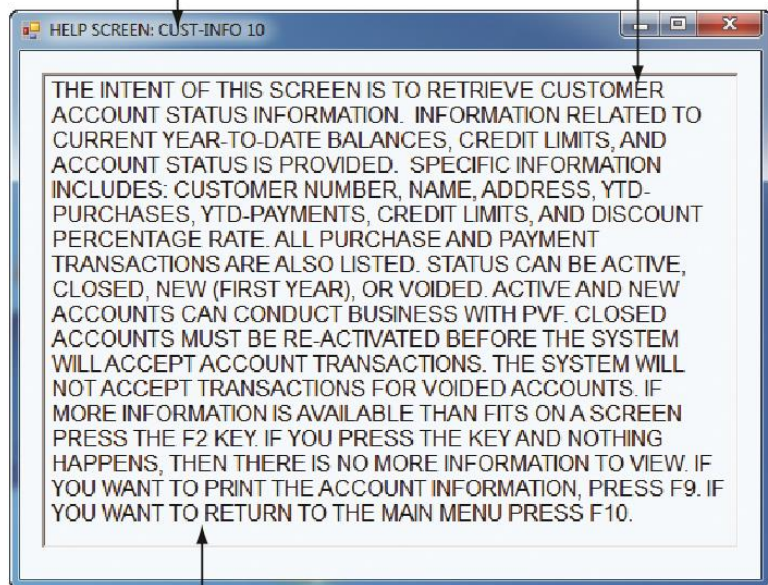 HELP SCREEN: CUST-INFO 10
THE INTENT OF THIS SCREEN IS TO RETRIEVE CUSTOMER
ACCOUNT STATUS INFORMATION. INFORMATION RELATED TO
CURRENT YEAR-TO-DATE BALANCES, CREDIT LIMITS, AND
ACCOUNT STATUS IS PROVIDED. SPECIFIC INFORMATION
INCLUDES: CUSTOMER NUMBER, NAME, ADDRESS, YTD-
PURCHASES, YTD-PAYMENTS, CREDIT LIMITS, AND DISCOUNT
PERCENTAGE RATE. ALL PURCHASE AND PAYMENT
TRANSACTIONS ARE ALSO LISTED. STATUS CAN BE ACTIVE,
CLOSED, NEW (FIRST YEAR), OR VOIDED. ACTIVE AND NEW
ACCOUNTS CAN CONDUCT BUSINESS WITH PVF. CLOSED
ACCOUNTS MUST BE RE-ACTIVATED BEFORE THE SYSTEM
WILL ACCEPT ACCOUNT TRANSACTIONS. THE SYSTEM WILL
NOT ACCEPT TRANSACTIONS FOR VOIDED ACCOUNTS. IF
MORE INFORMATION IS AVAILABLE THAN FITS ON A SCREEN
PRESS THE F2 KEY. IF YOU PRESS THE KEY AND NOTHING
HAPPENS, THEN THERE IS NO MORE INFORMATION TO VIEW. IF
YOU WANT TO PRINT THE ACCOUNT INFORMATION, PRESS F9. IF
YOU WANT TO RETURN TO THE MAIN MENU PRESS F10.